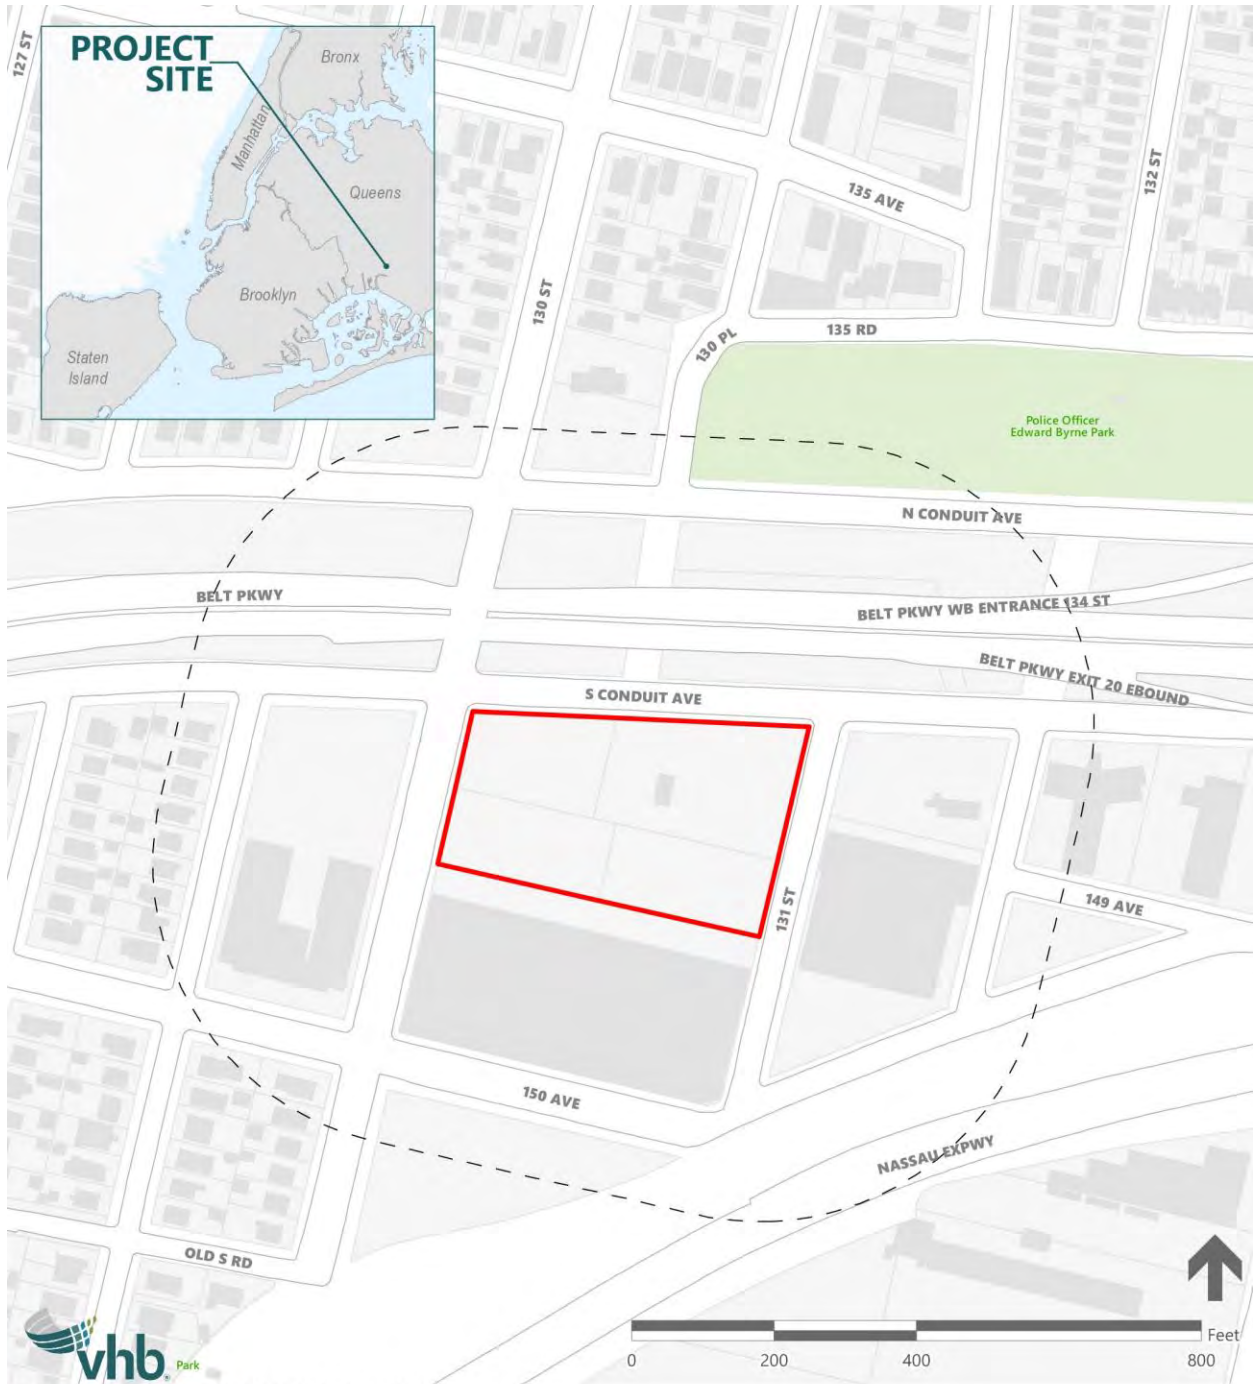 127 ST
PROJECT
SITE
Bronx
Manhattan
Queens
Brooklyn
Staten
Island
132 ST
135 AVE
130 ST
130 PL
135 RD
Police Officer
Edward Byrne Park
N CONDUIT AVE
BELT PKWY
BELT PKWY WB ENTRANCE 134 ST
BELT PKWY EXIT 20 EBOUND
S CONDUIT AVE
131 ST
149 AVE
150 AVE
NASSAU EXPWY
OLD S RD
vhb.
Park
Feet
0 200 400 800